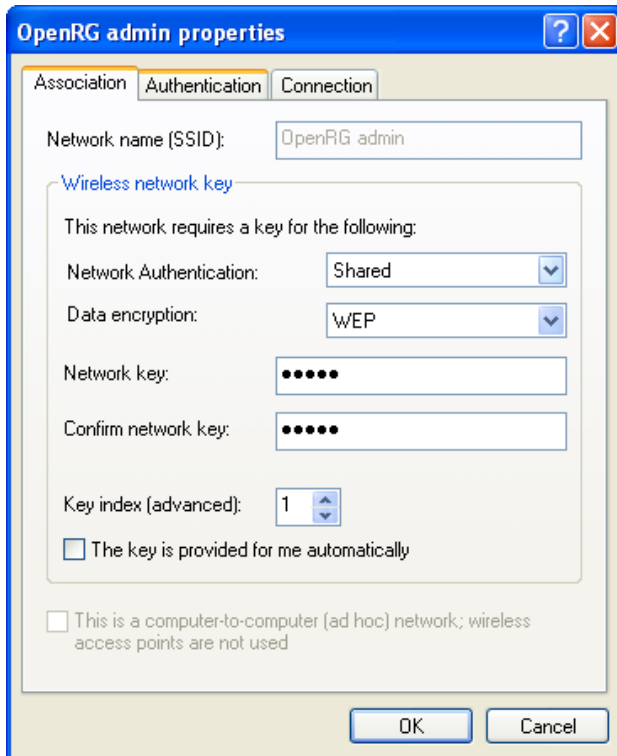 OpenRG admin properties
Association Authentication Connection
Network name (SSID): OpenRG admin
Wireless network key
This network requires a key for the following:
Network Authentication: Shared
Data encryption: WEP
Network key: •••••
Confirm network key: •••••
Key index (advanced): 1
The key is provided for me automatically
This is a computer-to-computer (ad hoc) network; wireless
access points are not used
OK Cancel